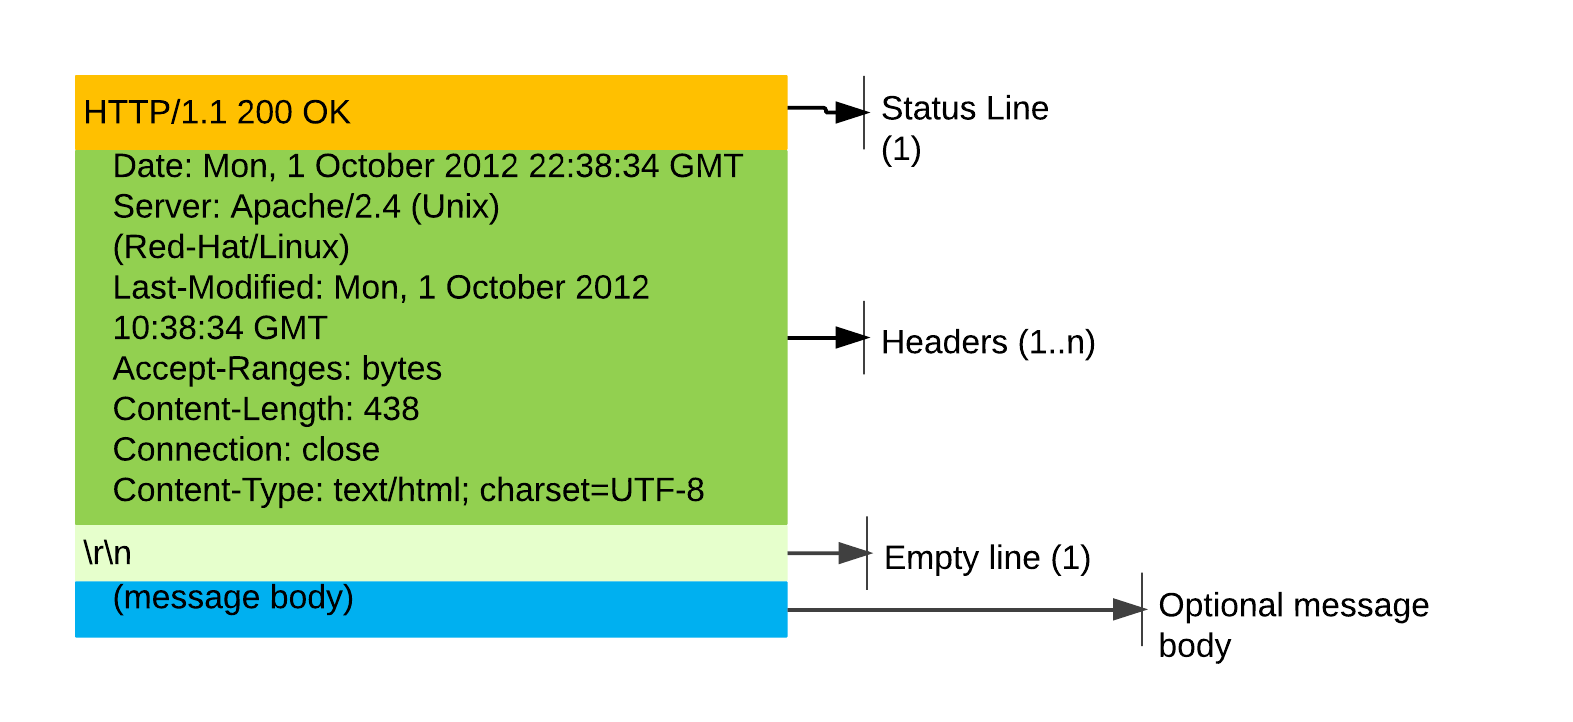 HTTP/1.1 200 OK
Status Line
(1)
Date: Mon, 1 October 2012 22:38:34 GMT
Server: Apache/2.4 (Unix)
(Red-Hat/Linux)
Last-Modified: Mon, 1 October 2012
10:38:34 GMT
Accept-Ranges: bytes
Content-Length: 438
Connection: close
Content-Type: text/html; charset=UTF-8
Headers (1..n)
\r\n
Empty line (1)
(message body)
Optional message
body